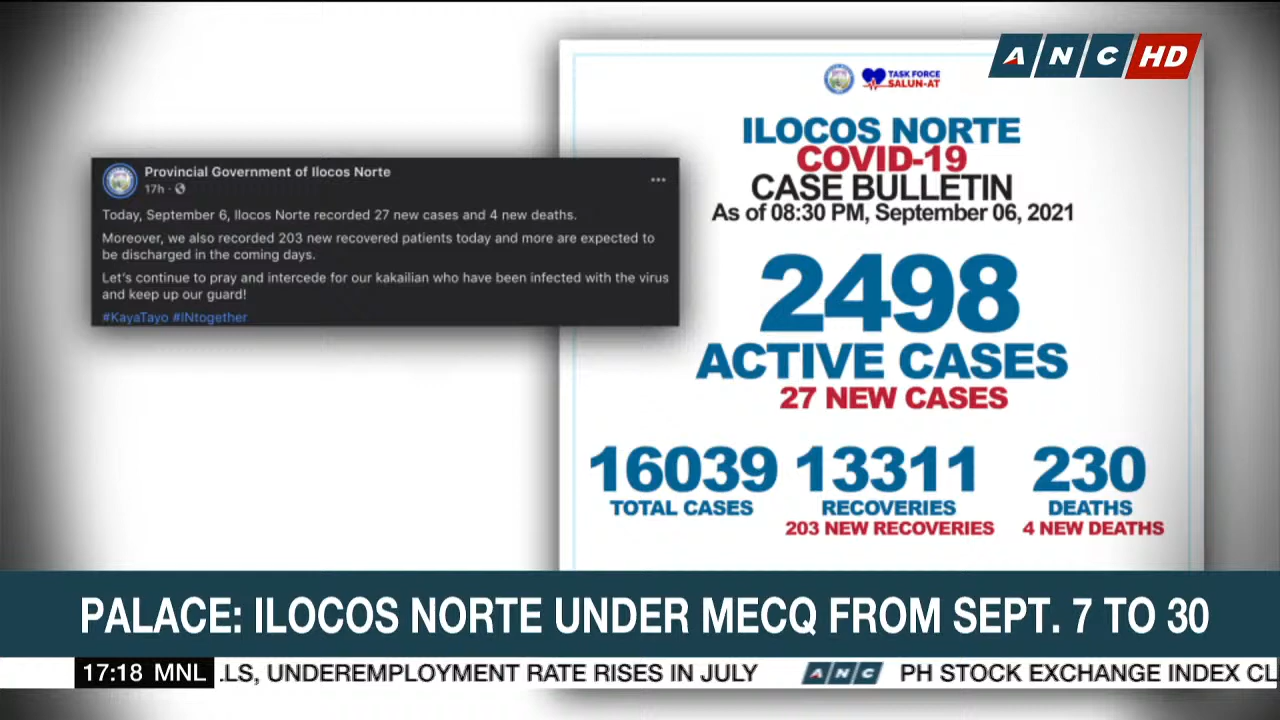 ANC HD
TASK FORCE
SALUN-AT
ILOCOS NORTE
COVID-19
CASE BULLETIN
As of 08:30 PM, September 06, 2021
Provincial Government of Ilocos Norte
17h ·
Today, September 6, Ilocos Norte recorded 27 new cases and 4 new deaths.
Moreover, we also recorded 203 new recovered patients today and more are expected to
be discharged in the coming days.
Let's continue to pray and intercede for our kakailian who have been infected with the virus
and keep up our guard!
#KayaTayo #INtogether
2498
ACTIVE CASES
27 NEW CASES
16039 13311 230
TOTAL CASES RECOVERIES DEATHS
203 NEW RECOVERIES 4 NEW DEATHS
PALACE: ILOCOS NORTE UNDER MECQ FROM SEPT. 7 TO 30
17:18 MNL .LS, UNDEREMPLOYMENT RATE RISES IN JULY ANC PH STOCK EXCHANGE INDEX CL